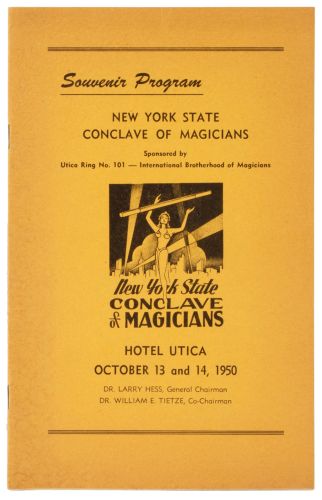 Souvenir Program
NEW YORK STATE
CONCLAVE OF MAGICIANS
Sponsored by
Utica Ring No. 101 — International Brotherhood of Magicians
New York State
CONCLAVE
of MAGICIANS
HOTEL UTICA
OCTOBER 13 and 14, 1950
DR. LARRY HESS, General Chairman
DR. WILLIAM E. TIETZE, Co-Chairman